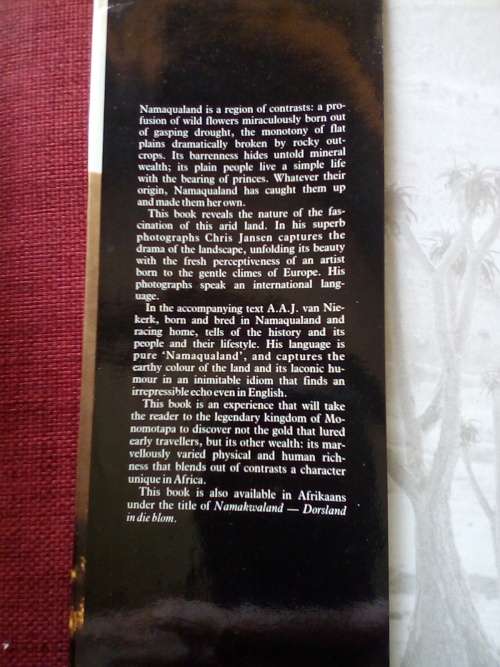 Namaqualand is a region of contrasts: a pro-
fusion of wild flowers miraculously born out
of gasping drought, the monotony of flat
plains dramatically broken by rocky out-
crops. Its barrenness hides untold mineral
wealth; its plain people live a simple life
with the bearing of princes. Whatever their
origin, Namaqualand has caught them up
and made them her own.
This book reveals the nature of the fas-
cination of this arid land. In his superb
photographs Chris Jansen captures the
drama of the landscape, unfolding its beauty
with the fresh perceptiveness of an artist
born to the gentle climes of Europe. His
photographs speak an international lang-
uage.
In the accompanying text A.A.J. van Nie-
kerk, born and bred in Namaqualand and
racing home, tells of the history and its
people and their lifestyle. His language is
pure ‘Namaqualand’, and captures the
earthy colour of the land and its laconic hu-
mour in an inimitable idiom that finds an
irrepressible echo even in English.
This book is an experience that will take
the reader to the legendary kingdom of Mo-
nomotapa to discover not the gold that lured
early travellers, but its other wealth: its mar-
vellously varied physical and human rich-
ness that blends out of contrasts a character
unique in Africa.
This book is also available in Afrikaans
under the title of Namakwaland — Dorsland
in die blom.